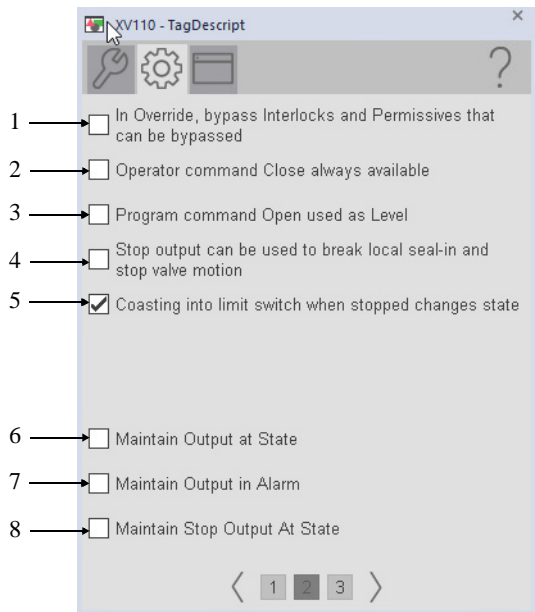 XV110 - TagDescript
?
1 In Override, bypass Interlocks and Permissives that
can be bypassed
2 Operator command Close always available
3 Program command Open used as Level
4 Stop output can be used to break local seal-in and
stop valve motion
5 Coasting into limit switch when stopped changes state
6 Maintain Output at State
7 Maintain Output in Alarm
8 Maintain Stop Output At State
1 2 3